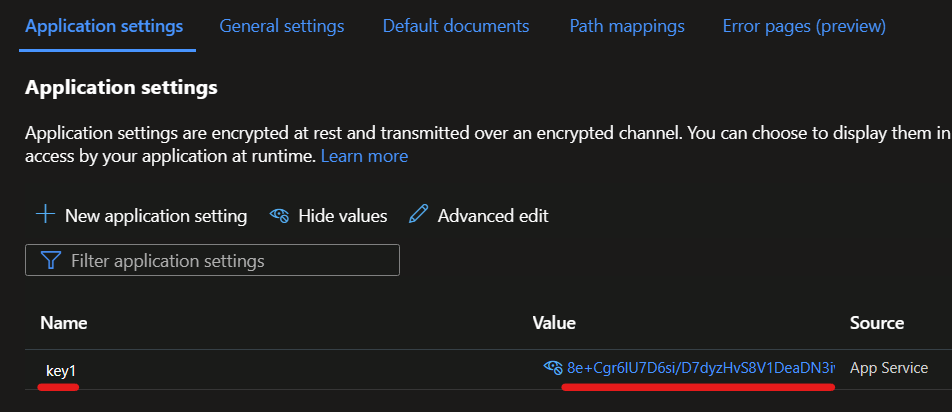 Application settings General settings Default documents Path mappings Error pages (preview)
Application settings
Application settings are encrypted at rest and transmitted over an encrypted channel. You can choose to display them in
access by your application at runtime. Learn more
New application setting Hide values Advanced edit
Filter application settings
Name Value Source
key1 8e+Cgr6IU7D6si/D7dyzHvS8V1DeaDN3i App Service